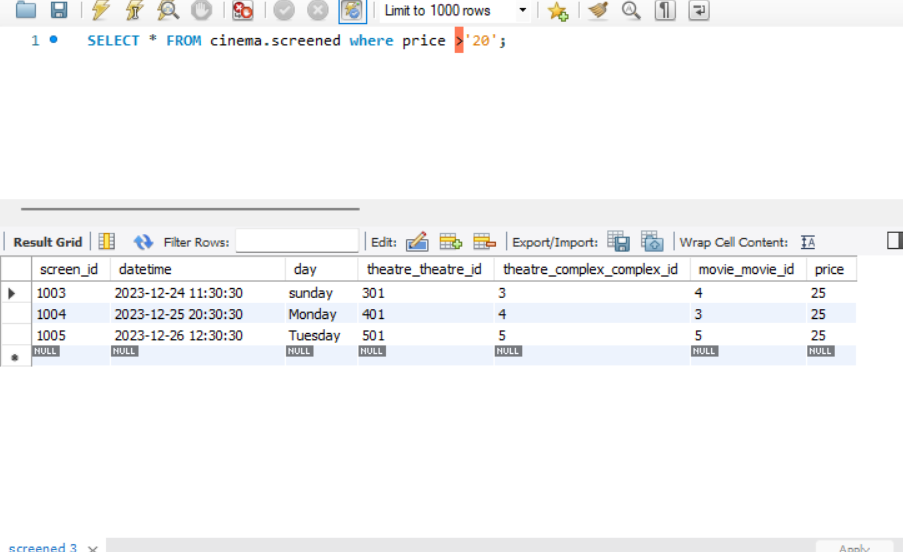 Limit to 1000 rows
1 SELECT * FROM cinema.screened where price >'20';
Result Grid Filter Rows: Edit: Export/Import: Wrap Cell Content: IA
screen_id datetime day theatre_theatre_id theatre_complex_complex_id movie_movie_id price
1003 2023-12-24 11:30:30 sunday 301 3 4 25
1004 2023-12-25 20:30:30 Monday 401 4 3 25
1005 2023-12-26 12:30:30 Tuesday 501 5 5 25
NULL NULL NULL NULL NULL NULL NULL
screened 3 Apply